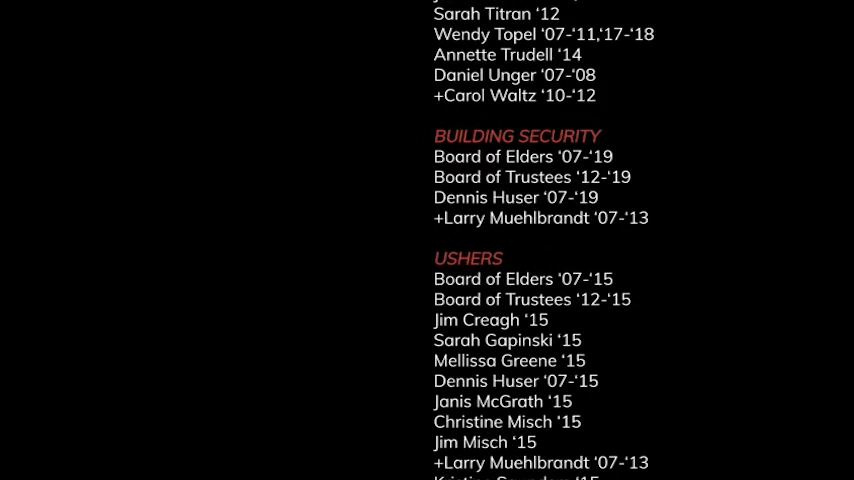 Sarah Titran ‘12
Wendy Topel ‘07-‘11,‘17-‘18
Annette Trudell ‘14
Daniel Unger ‘07-‘08
+Carol Waltz ‘10-‘12
BUILDING SECURITY
Board of Elders ‘07-‘19
Board of Trustees ‘12-‘19
Dennis Huser ‘07-‘19
+Larry Muehlbrandt ‘07-‘13
USHERS
Board of Elders ‘07-‘15
Board of Trustees ‘12-‘15
Jim Creagh ‘15
Sarah Gapinski ‘15
Mellissa Greene ‘15
Dennis Huser ‘07-‘15
Janis McGrath ‘15
Christine Misch ‘15
Jim Misch ‘15
+Larry Muehlbrandt ‘07-‘13